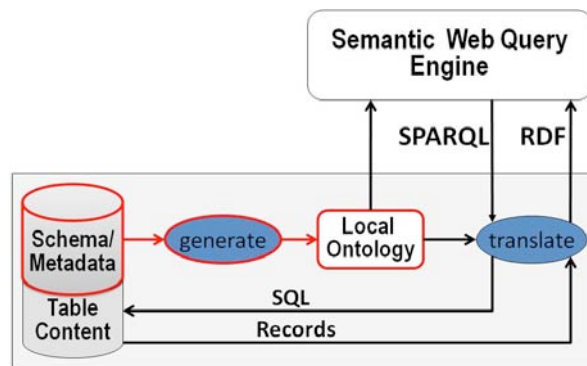 Semantic Web Query
Engine
SPARQL RDF
Schema/
Metadata
generate
Local
Ontology
translate
Table
Content
SQL
Records